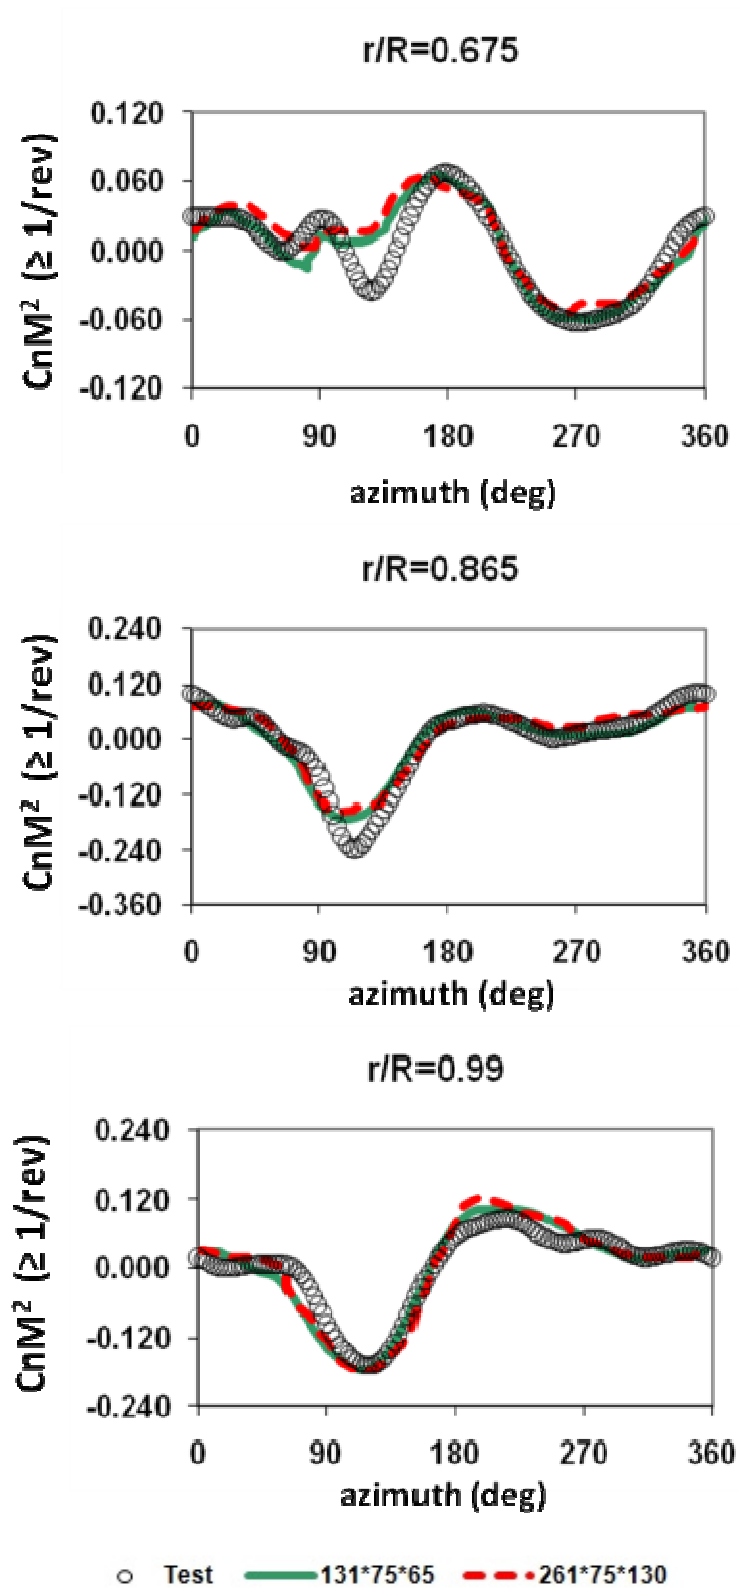 r/R=0.675
CnM² (≥ 1/rev)
0.120
0.060
0.000
-0.060
-0.120
0 90 180 270 360
azimuth (deg)
r/R=0.865
CnM² (≥ 1/rev)
0.240
0.120
0.000
-0.120
-0.240
-0.360
0 90 180 270 360
azimuth (deg)
r/R=0.99
CnM² (≥ 1/rev)
0.240
0.120
0.000
-0.120
-0.240
0 90 180 270 360
azimuth (deg)
Test 131*75*65 261*75*130